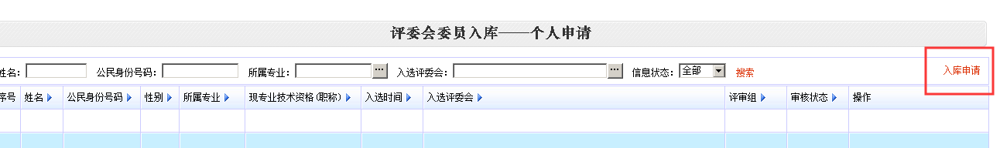 评委会委员入库——个人申请
姓名： 公民身份号码： 所属专业： ... 入选评委会： ... 信息状态： 全部 搜索 入库申请
序号 姓名 公民身份号码 性别 所属专业 现专业技术资格(职称) 入选时间 入选评委会 评审组 审核状态 操作